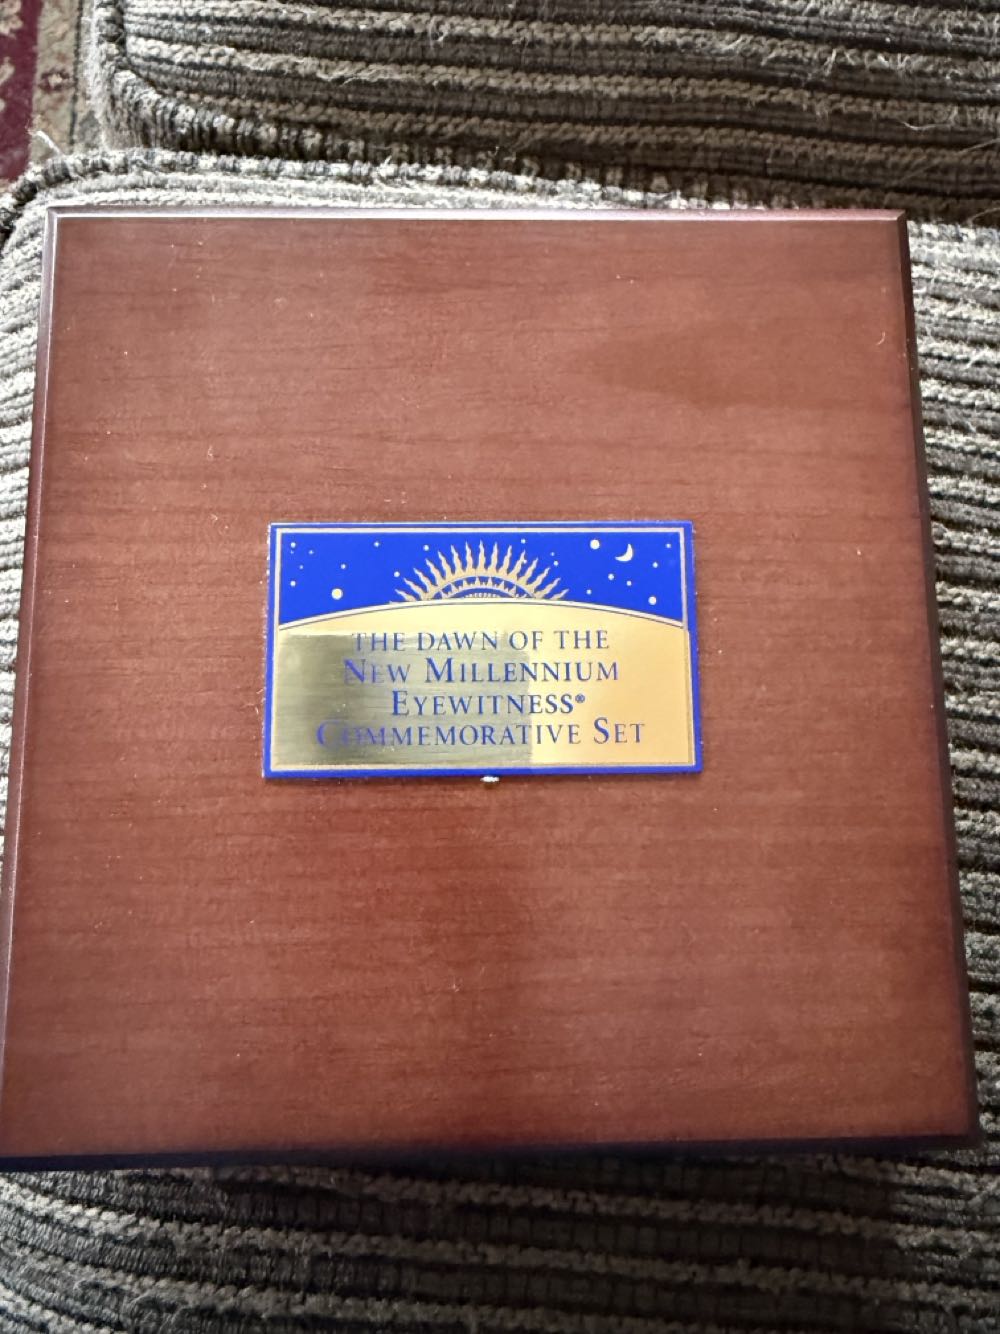 THE DAWN OF THE
NEW MILLENNIUM
EYEWITNESS®
COMMEMORATIVE SET